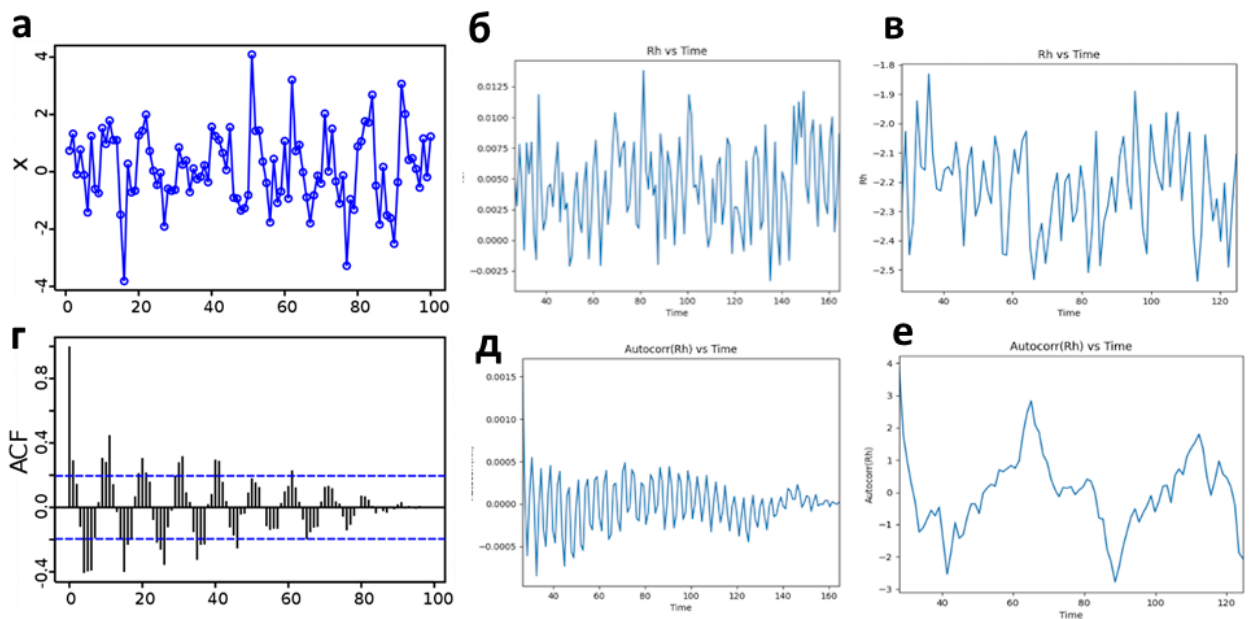 а
б
в
Rh vs Time
Rh vs Time
X
4
2
0
-2
-4
0 20 40 60 80 100
0.0125
0.0100
0.0075
0.0050
0.0025
0.0000
−0.0025
40 60 80 100 120 140 160
Time
Rh
−1.8
−1.9
−2.0
−2.1
−2.2
−2.3
−2.4
−2.5
40 60 80 100 120
Time
г
д
е
Autocorr(Rh) vs Time
Autocorr(Rh) vs Time
ACF
0.8
0.4
0.0
-0.4
0 20 40 60 80 100
0.0015
0.0010
0.0005
0.0000
−0.0005
40 60 80 100 120 140 160
Time
Autocorr(Rh)
4
3
2
1
0
−1
−2
−3
40 60 80 100 120
Time